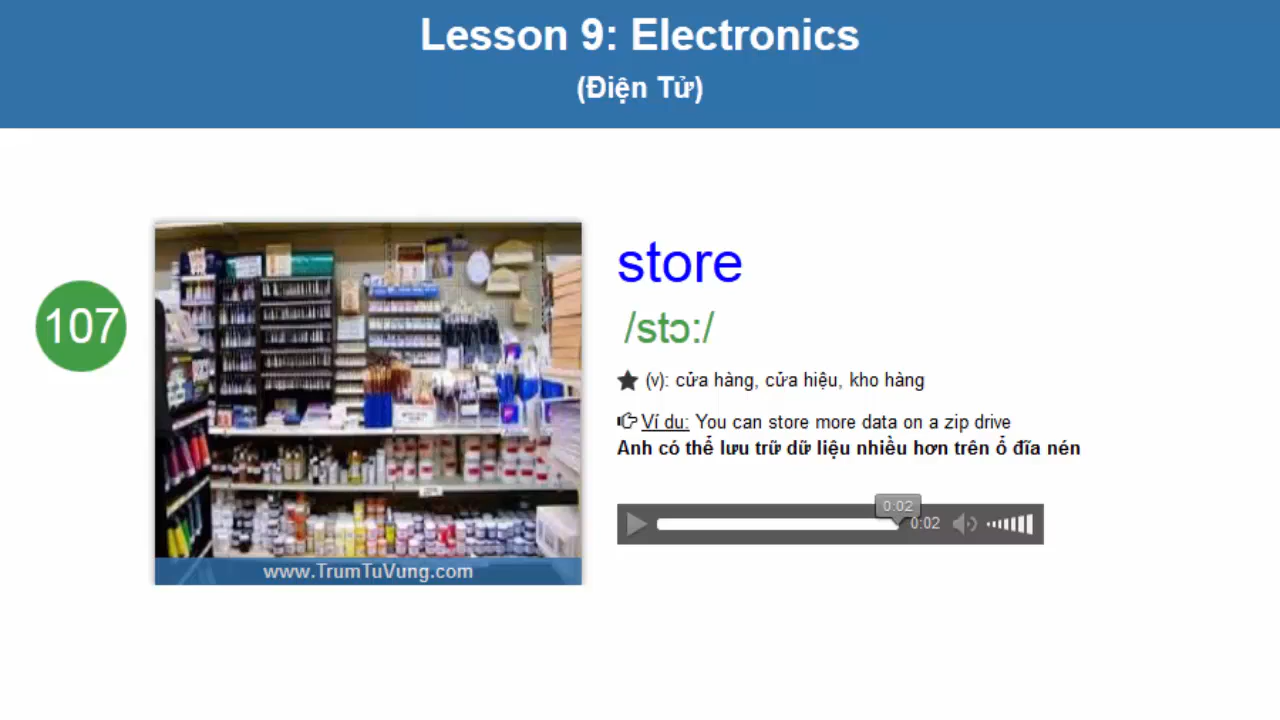 Lesson 9: Electronics
(Điện Tử)
107
store
/stɔ:/
(v): cửa hàng, cửa hiệu, kho hàng
Ví dụ: You can store more data on a zip drive
Anh có thể lưu trữ dữ liệu nhiều hơn trên ổ đĩa nén
0:02
0:02
www.TrumTuVung.com